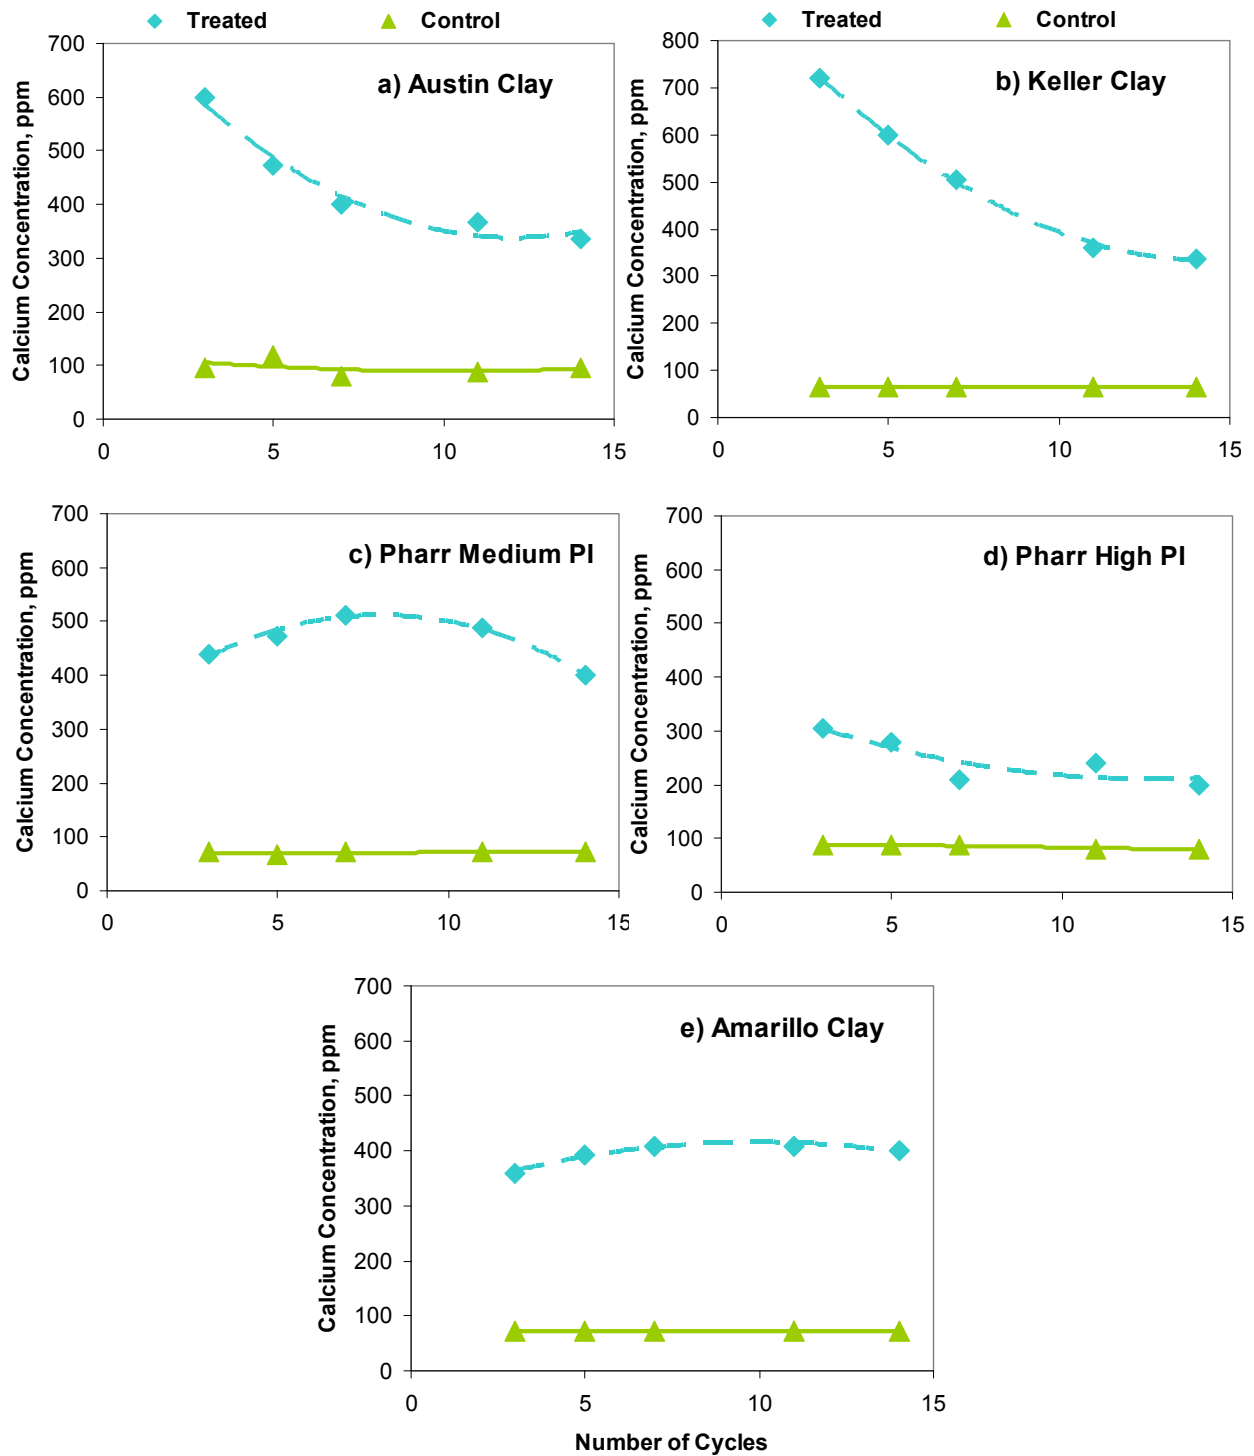 Treated Control
Treated Control
700
600
500
400
300
200
100
0
Calcium Concentration, ppm
a) Austin Clay
0 5 10 15
800
700
600
500
400
300
200
100
0
Calcium Concentration, ppm
b) Keller Clay
0 5 10 15
700
600
500
400
300
200
100
0
Calcium Concentration, ppm
c) Pharr Medium PI
0 5 10 15
700
600
500
400
300
200
100
0
Calcium Concentration, ppm
d) Pharr High PI
0 5 10 15
700
600
500
400
300
200
100
0
Calcium Concentration, ppm
e) Amarillo Clay
0 5 10 15
Number of Cycles